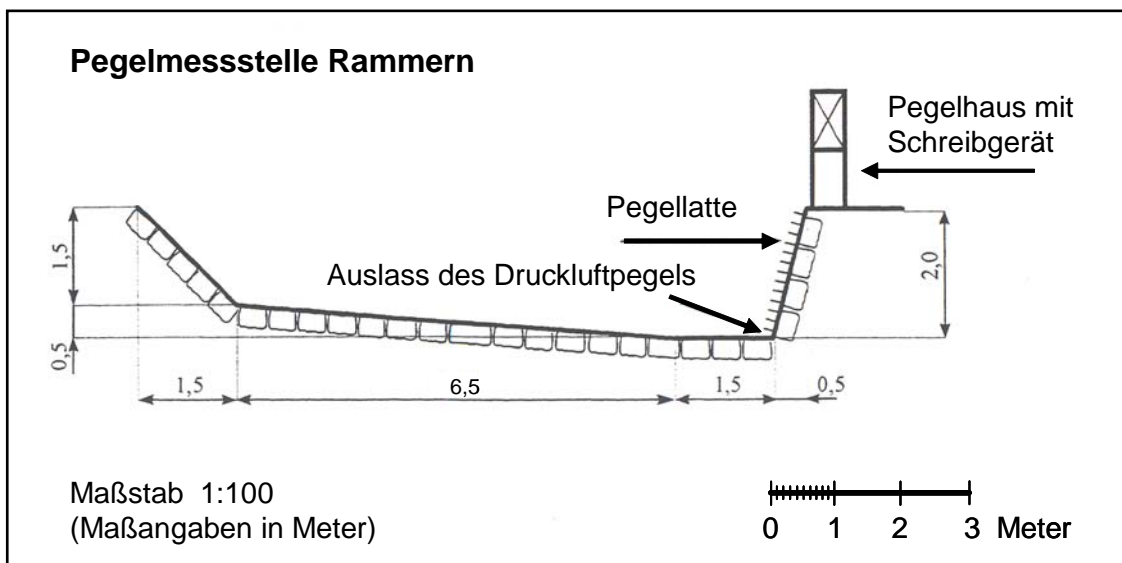 Pegelmessstelle Rammern
Pegelhaus mit
Schreibgerät
Pegellatte
Auslass des Druckluftpegels
1,5
2,0
0,5
1,5
6,5
1,5
0,5
Maßstab 1:100
(Maßangaben in Meter)
0 1 2 3 Meter